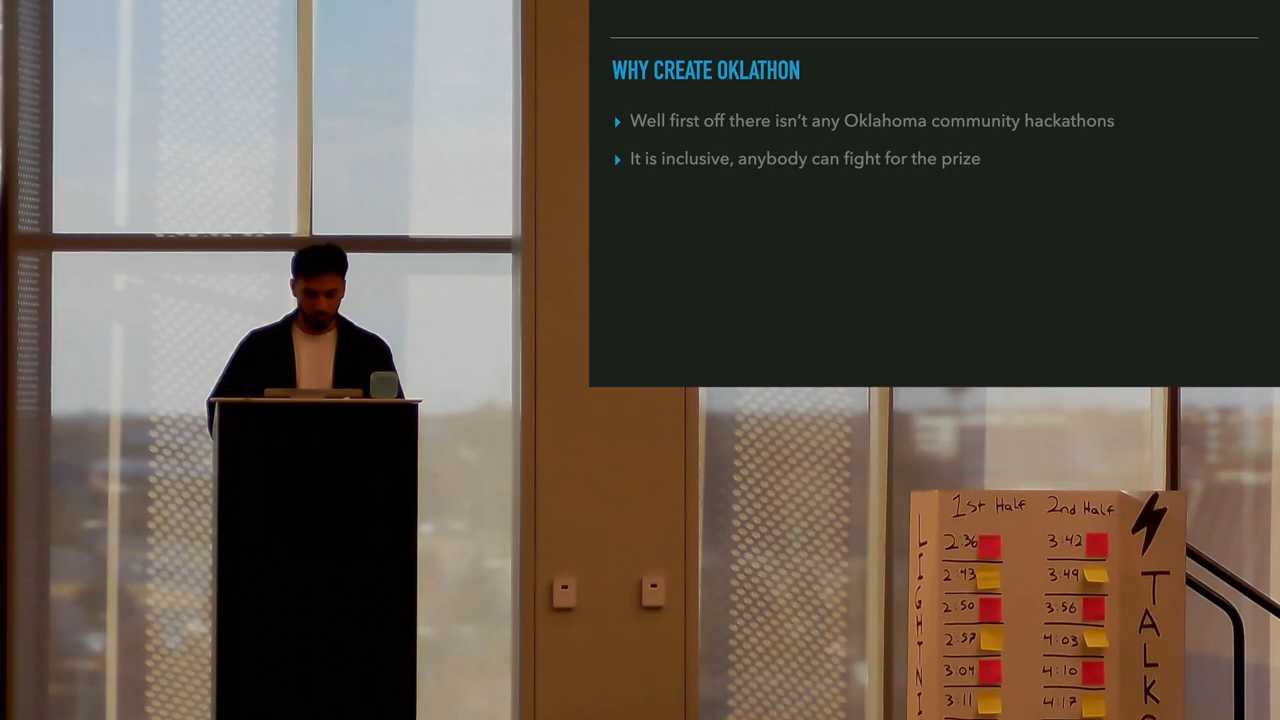 WHY CREATE OKLATHON
Well first off there isn't any Oklahoma community hackathons
It is inclusive, anybody can fight for the prize
1st Half
2nd Half
2:36
3:42
2:43
3:49
2:50
3:56
2:57
4:03
3:04
4:10
3:11
4:17
LIGHTNI
TALKS